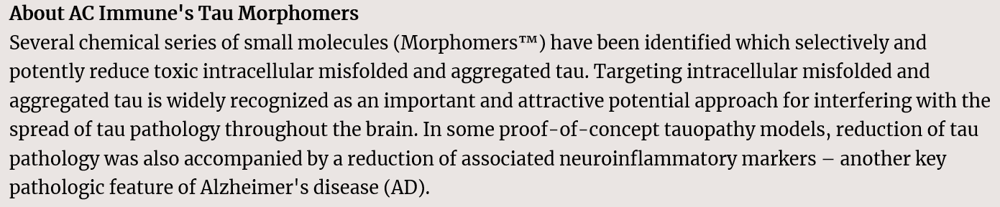 About AC Immune's Tau Morphomers
Several chemical series of small molecules (Morphomers™) have been identified which selectively and
potently reduce toxic intracellular misfolded and aggregated tau. Targeting intracellular misfolded and
aggregated tau is widely recognized as an important and attractive potential approach for interfering with the
spread of tau pathology throughout the brain. In some proof-of-concept tauopathy models, reduction of tau
pathology was also accompanied by a reduction of associated neuroinflammatory markers – another key
pathologic feature of Alzheimer's disease (AD).